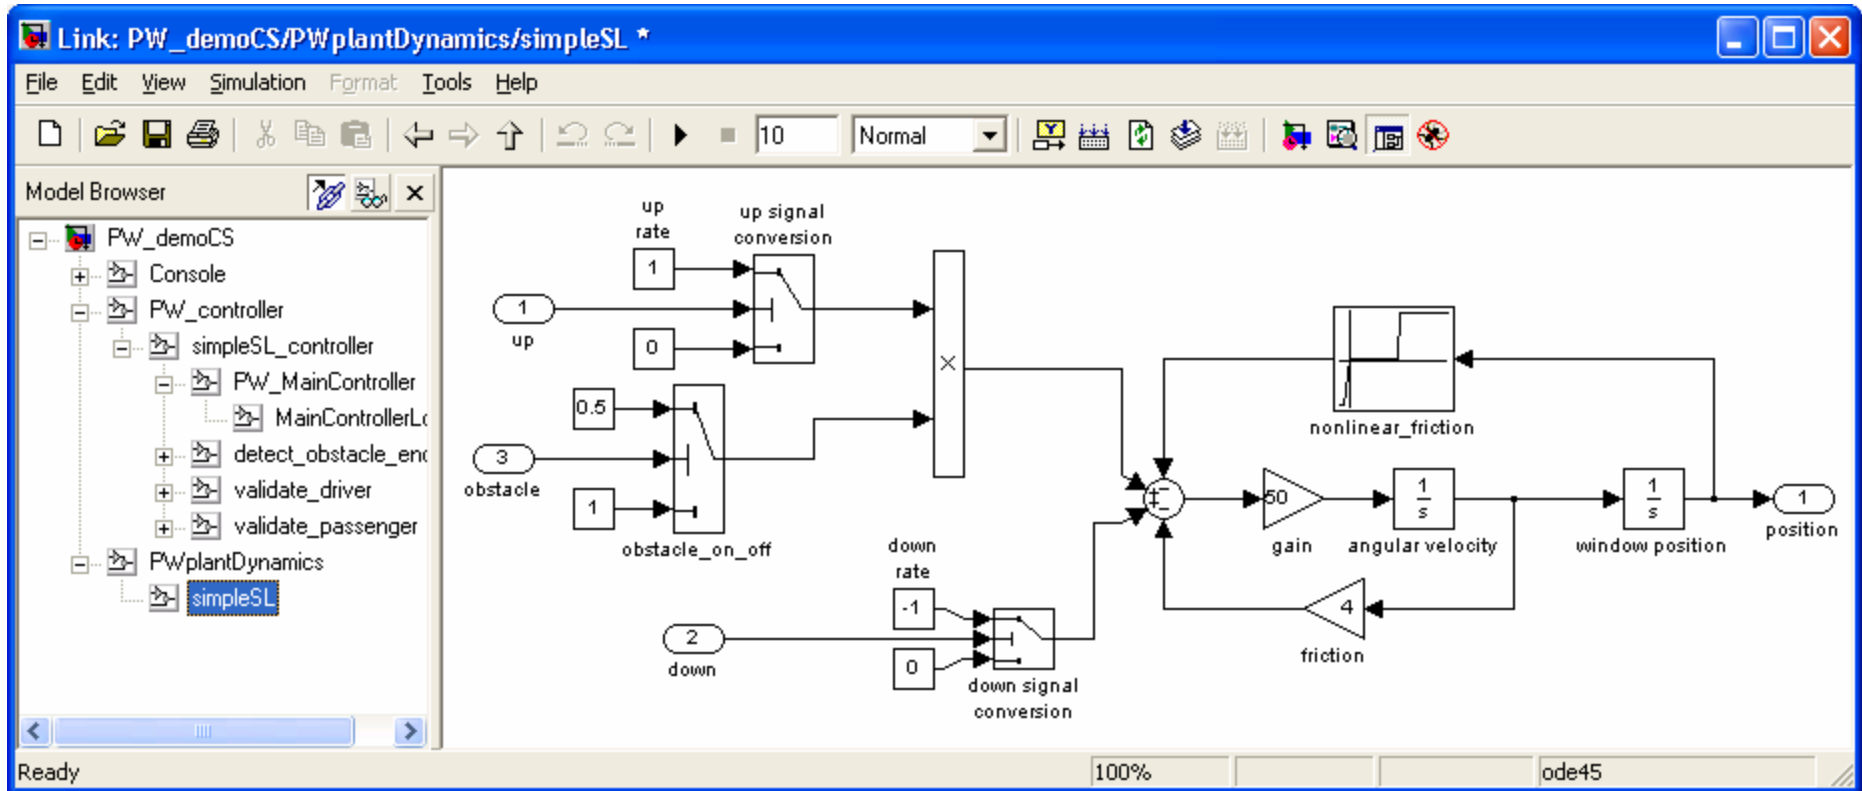 Link: PW_demoCS/PWplantDynamics/simpleSL *
File Edit View Simulation Format Tools Help
10 Normal
Model Browser
PW_demoCS
Console
PW_controller
simpleSL_controller
PW_MainController
MainControllerLo
detect_obstacle_end
validate_driver
validate_passenger
PWplantDynamics
simpleSL
up
rate
1
up signal
conversion
1
up
0
0.5
3
obstacle
1
obstacle_on_off
×
down
rate
-1
2
down
0
down signal
conversion
nonlinear_friction
50
gain
1
s
angular velocity
1
s
window position
1
position
4
friction
Ready 100% ode45